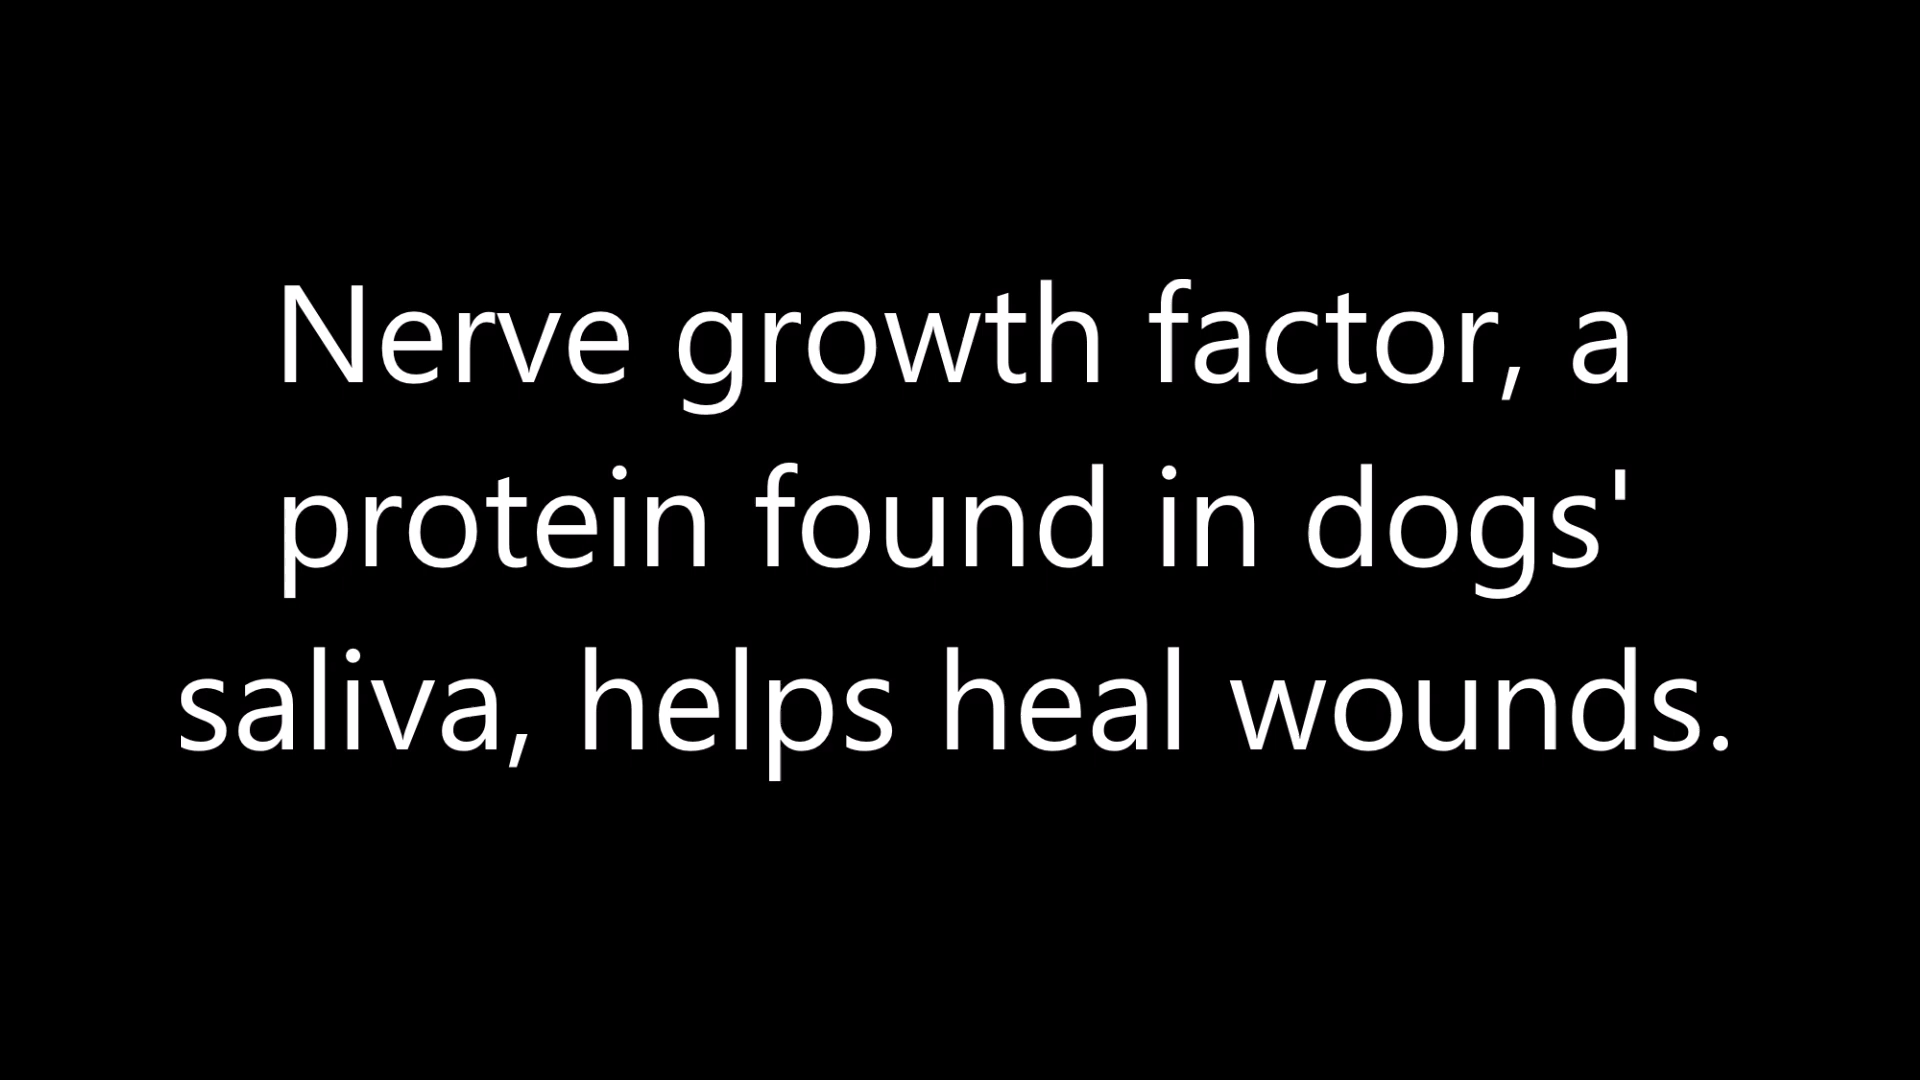 Nerve growth factor, a
protein found in dogs'
saliva, helps heal wounds.